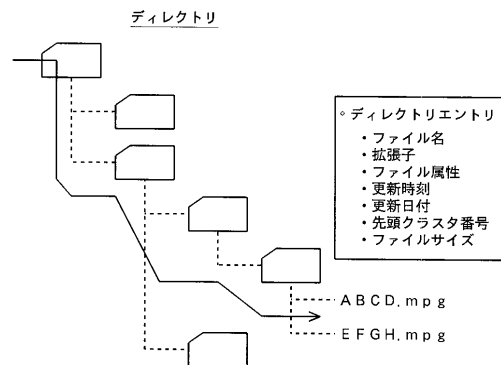 ディレクトリ
◦ディレクトリエントリ
・ファイル名
・拡張子
・ファイル属性
・更新時刻
・更新日付
・先頭クラスタ番号
・ファイルサイズ
ABCD.mpg
EFGH.mpg